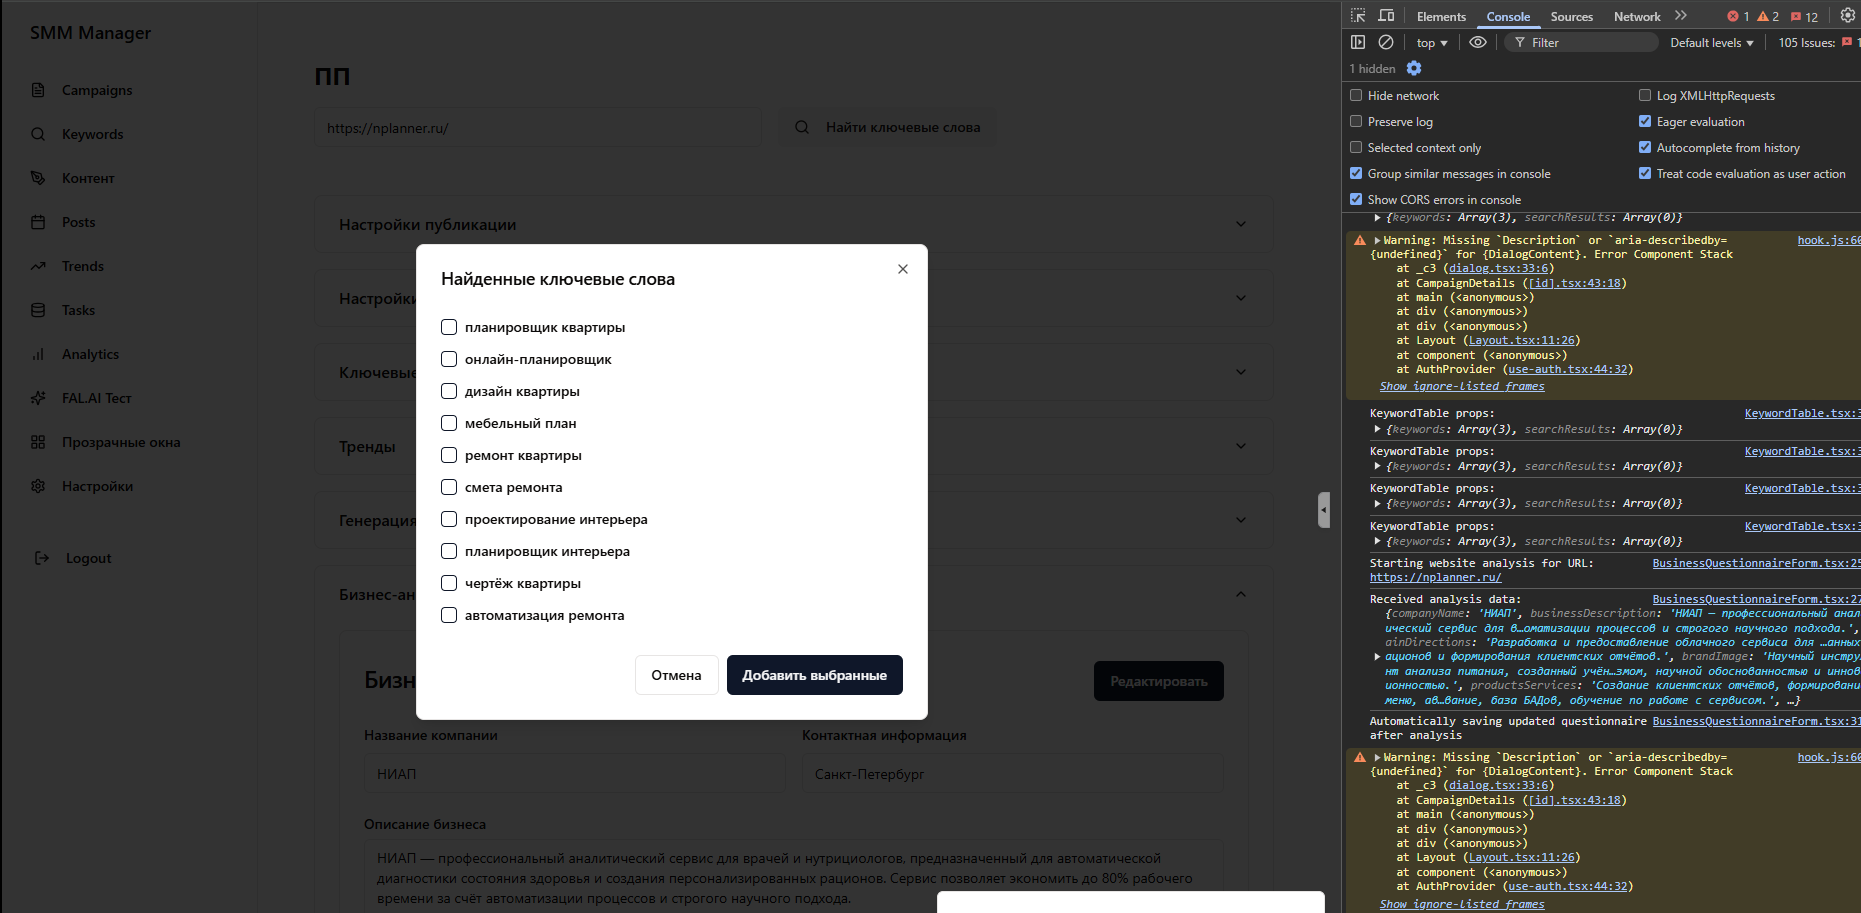 SMM Manager
Campaigns
Keywords
Контент
Posts
Trends
Tasks
Analytics
FAL.AI Тест
Прозрачные окна
Настройки
Logout
ПП
https://nplanner.ru/
Найти ключевые слова
Настройки публикации
Настройки
Ключевые
Тренды
Генерация
Бизнес-ан
Найденные ключевые слова
планировщик квартиры
онлайн-планировщик
дизайн квартиры
мебельный план
ремонт квартиры
смета ремонта
проектирование интерьера
планировщик интерьера
чертёж квартиры
автоматизация ремонта
Отмена
Добавить выбранные
Бизн
Редактировать
Название компании
Контактная информация
НИАП
Санкт-Петербург
Описание бизнеса
НИАП — профессиональный аналитический сервис для врачей и нутрициологов, предназначенный для автоматической
диагностики состояния здоровья и создания персонализированных рационов. Сервис позволяет экономить до 80% рабочего
времени за счёт автоматизации процессов и строгого научного подхода.
Elements Console Sources Network 1 2 12
top Filter Default levels 105 Issues: 1
1 hidden
Hide network Log XMLHttpRequests
Preserve log Eager evaluation
Selected context only Autocomplete from history
Group similar messages in console Treat code evaluation as user action
Show CORS errors in console
{keywords: Array(3), searchResults: Array(0)}
Warning: Missing `Description` or `aria-describedby= hook.js:60
{undefined}` for {DialogContent}. Error Component Stack
at _c3 (dialog.tsx:33:6)
at CampaignDetails ([id].tsx:43:18)
at main (<anonymous>)
at div (<anonymous>)
at div (<anonymous>)
at Layout (Layout.tsx:11:26)
at component (<anonymous>)
at AuthProvider (use-auth.tsx:44:32)
Show ignore-listed frames
KeywordTable props: KeywordTable.tsx:3
{keywords: Array(3), searchResults: Array(0)}
KeywordTable props: KeywordTable.tsx:3
{keywords: Array(3), searchResults: Array(0)}
KeywordTable props: KeywordTable.tsx:3
{keywords: Array(3), searchResults: Array(0)}
KeywordTable props: KeywordTable.tsx:3
{keywords: Array(3), searchResults: Array(0)}
Starting website analysis for URL: BusinessQuestionnaireForm.tsx:25
https://nplanner.ru/
Received analysis data: BusinessQuestionnaireForm.tsx:27
{companyName: 'НИАП', businessDescription: 'НИАП — профессиональный анал
ический сервис для в…оматизации процессов и строгого научного подхода.',
ainDirections: 'Разработка и предоставление облачного сервиса для …анных
ационов и формирования клиентских отчётов.', brandImage: 'Научный инстру
нт анализа питания, созданный учён…змом, научной обоснованностью и иннов
ионностью.', productsServices: 'Создание клиентских отчётов, формировани
меню, ав…вание, база БАДов, обучение по работе с сервисом.', …}
Automatically saving updated questionnaire BusinessQuestionnaireForm.tsx:31
after analysis
Warning: Missing `Description` or `aria-describedby= hook.js:60
{undefined}` for {DialogContent}. Error Component Stack
at _c3 (dialog.tsx:33:6)
at CampaignDetails ([id].tsx:43:18)
at main (<anonymous>)
at div (<anonymous>)
at div (<anonymous>)
at Layout (Layout.tsx:11:26)
at component (<anonymous>)
at AuthProvider (use-auth.tsx:44:32)
Show ignore-listed frames